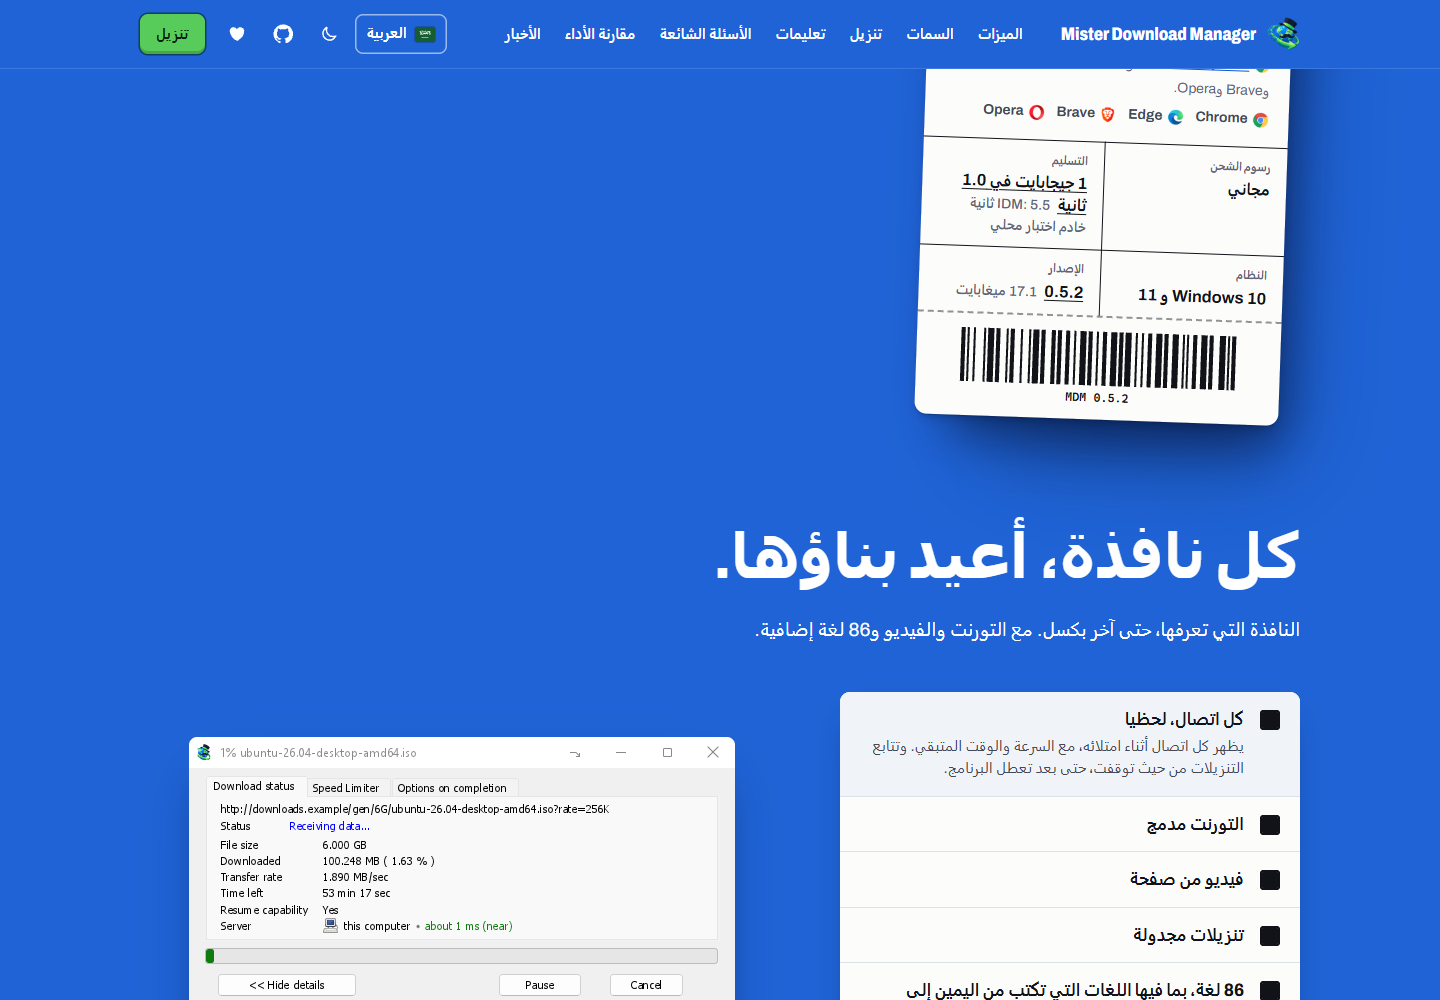 Mister Download Manager
الميزات
السمات
تنزيل
تعليمات
الأسئلة الشائعة
مقارنة الأداء
الأخبار
العربية
تنزيل
وBrave وOpera.
Chrome Edge Brave Opera
رسوم الشحن
مجاني
التسليم
1 جيجابايت في 1.0
ثانية IDM: 5.5 ثانية
خادم اختبار محلي
النظام
Windows 10 و 11
الإصدار
0.5.2 17.1 ميغابايت
MDM 0.5.2
كل نافذة، أعيد بناؤها.
النافذة التي تعرفها، حتى آخر بكسل. مع التورنت والفيديو و86 لغة إضافية.
كل اتصال، لحظيا
يظهر كل اتصال أثناء امتلائه، مع السرعة والوقت المتبقي. وتتابع
التنزيلات من حيث توقفت، حتى بعد تعطل البرنامج.
التورنت مدمج
فيديو من صفحة
تنزيلات مجدولة
86 لغة، بما فيها اللغات التي تكتب من اليمين إلى
1% ubuntu-26.04-desktop-amd64.iso
Download status
Speed Limiter
Options on completion
http://downloads.example/gen/6G/ubuntu-26.04-desktop-amd64.iso?rate=256K
Status Receiving data...
File size 6.000 GB
Downloaded 100.248 MB ( 1.63 % )
Transfer rate 1.890 MB/sec
Time left 53 min 17 sec
Resume capability Yes
Server this computer • about 1 ms (near)
<< Hide details
Pause
Cancel